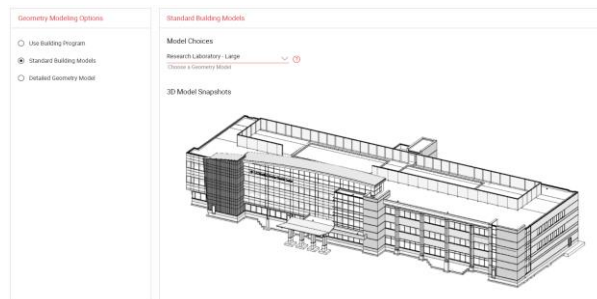 Geometry Modeling Options
Use Building Program
Standard Building Models
Detailed Geometry Model
Standard Building Models
Model Choices
Research Laboratory - Large
Choose a Geometry Model
3D Model Snapshots